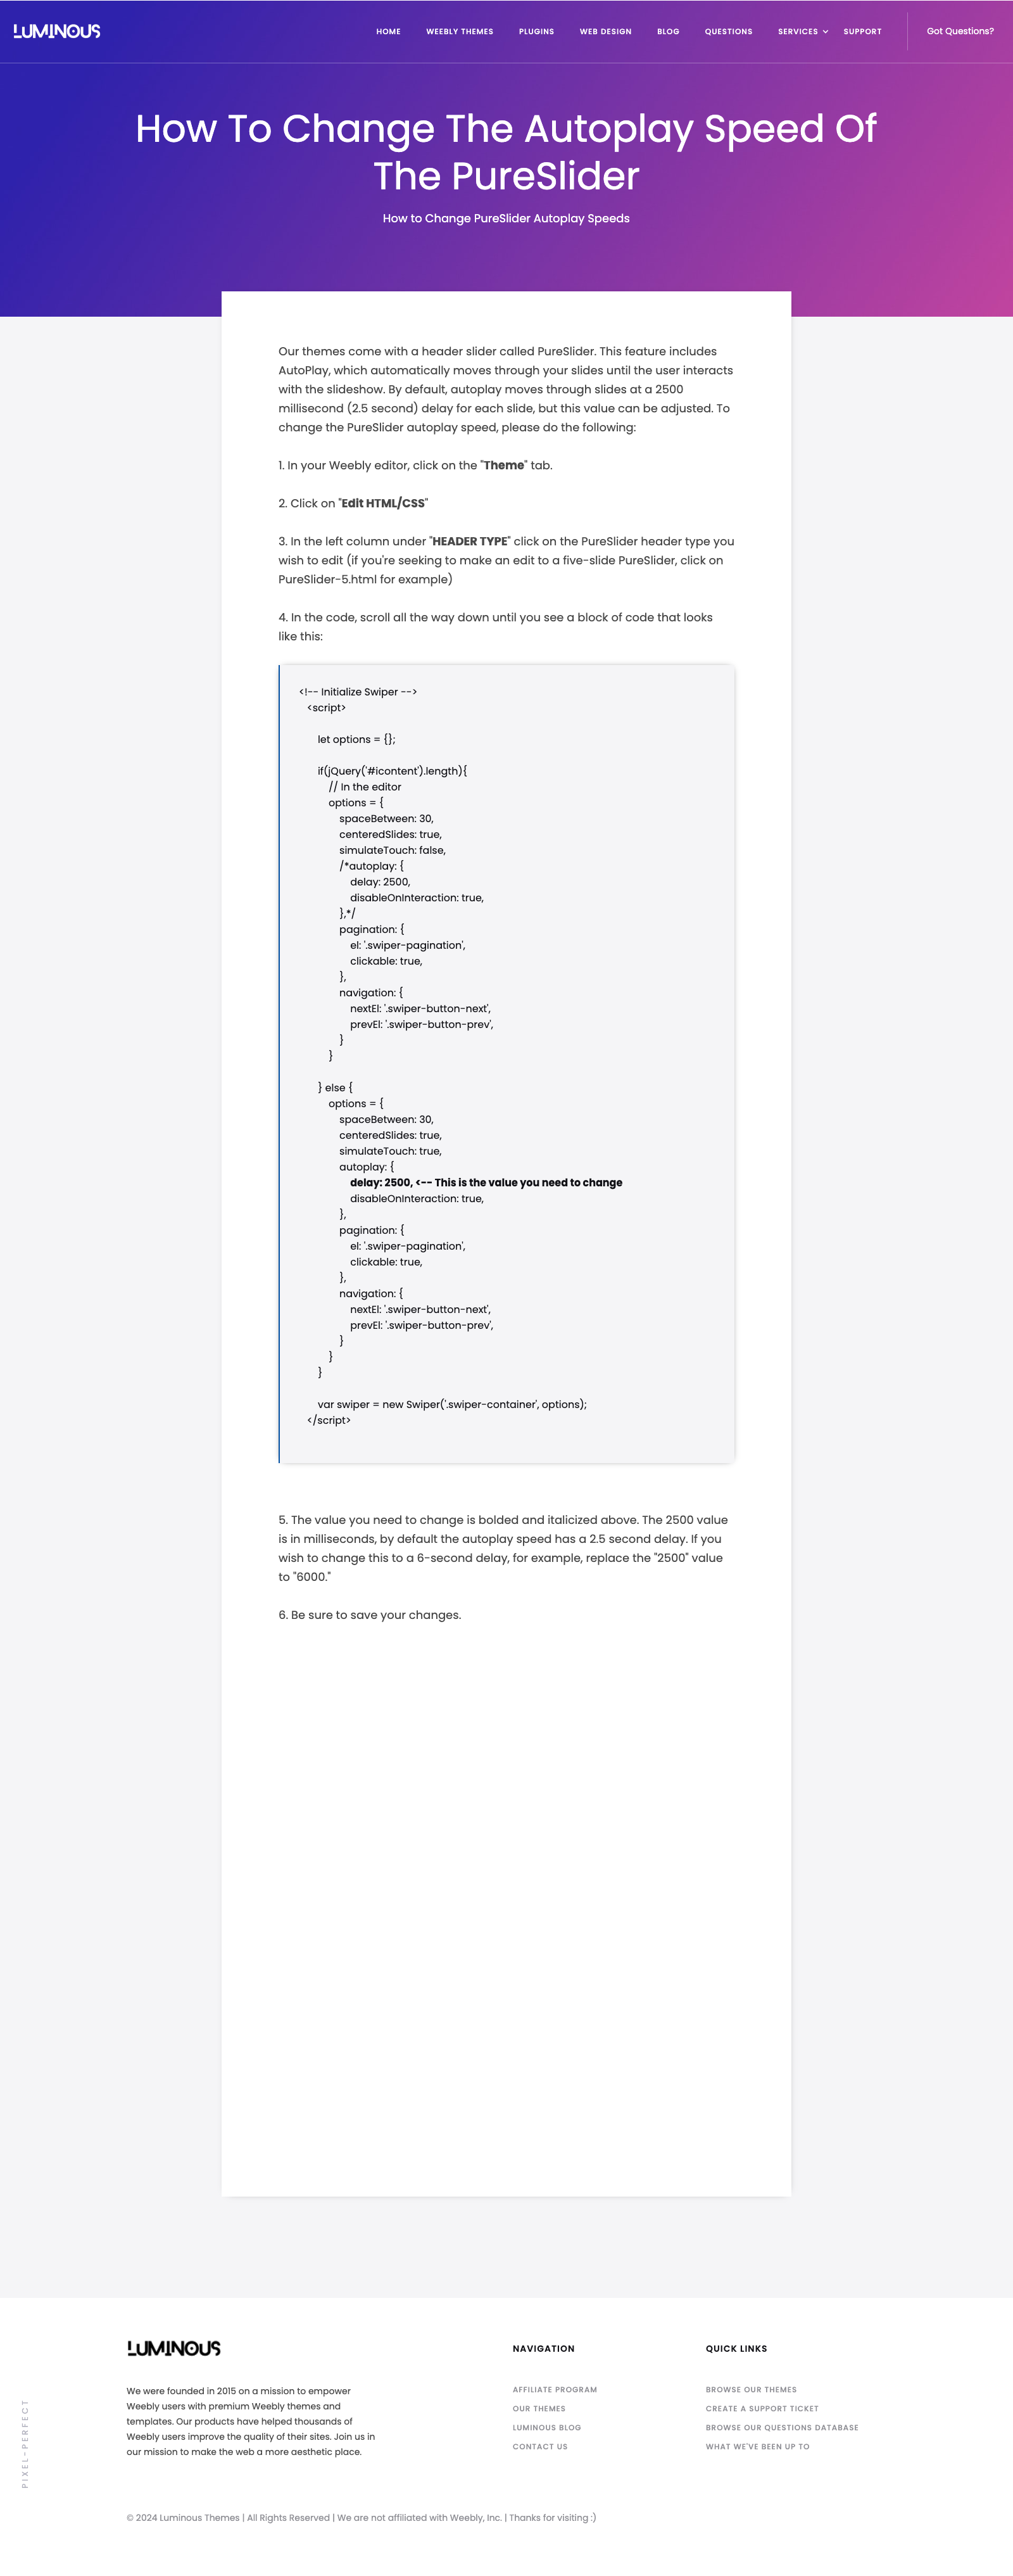 LUMINOUS
HOME WEEBLY THEMES PLUGINS WEB DESIGN BLOG QUESTIONS SERVICES SUPPORT Got Questions?
How To Change The Autoplay Speed Of
The PureSlider
How to Change PureSlider Autoplay Speeds
Our themes come with a header slider called PureSlider. This feature includes
AutoPlay, which automatically moves through your slides until the user interacts
with the slideshow. By default, autoplay moves through slides at a 2500
millisecond (2.5 second) delay for each slide, but this value can be adjusted. To
change the PureSlider autoplay speed, please do the following:
1. In your Weebly editor, click on the "Theme" tab.
2. Click on "Edit HTML/CSS"
3. In the left column under "HEADER TYPE" click on the PureSlider header type you
wish to edit (if you're seeking to make an edit to a five-slide PureSlider, click on
PureSlider-5.html for example)
4. In the code, scroll all the way down until you see a block of code that looks
like this:
<!-- Initialize Swiper -->
<script>
let options = {};
if(jQuery('#icontent').length){
// In the editor
options = {
spaceBetween: 30,
centeredSlides: true,
simulateTouch: false,
/*autoplay: {
delay: 2500,
disableOnInteraction: true,
},*/
pagination: {
el: '.swiper-pagination',
clickable: true,
},
navigation: {
nextEl: '.swiper-button-next',
prevEl: '.swiper-button-prev',
}
}
} else {
options = {
spaceBetween: 30,
centeredSlides: true,
simulateTouch: true,
autoplay: {
delay: 2500, <-- This is the value you need to change
disableOnInteraction: true,
},
pagination: {
el: '.swiper-pagination',
clickable: true,
},
navigation: {
nextEl: '.swiper-button-next',
prevEl: '.swiper-button-prev',
}
}
}
var swiper = new Swiper('.swiper-container', options);
</script>
5. The value you need to change is bolded and italicized above. The 2500 value
is in milliseconds, by default the autoplay speed has a 2.5 second delay. If you
wish to change this to a 6-second delay, for example, replace the "2500" value
to "6000."
6. Be sure to save your changes.
LUMINOUS
We were founded in 2015 on a mission to empower
Weebly users with premium Weebly themes and
templates. Our products have helped thousands of
Weebly users improve the quality of their sites. Join us in
our mission to make the web a more aesthetic place.
NAVIGATION
AFFILIATE PROGRAM
OUR THEMES
LUMINOUS BLOG
CONTACT US
QUICK LINKS
BROWSE OUR THEMES
CREATE A SUPPORT TICKET
BROWSE OUR QUESTIONS DATABASE
WHAT WE'VE BEEN UP TO
PIXEL-PERFECT
© 2024 Luminous Themes | All Rights Reserved | We are not affiliated with Weebly, Inc. | Thanks for visiting :)